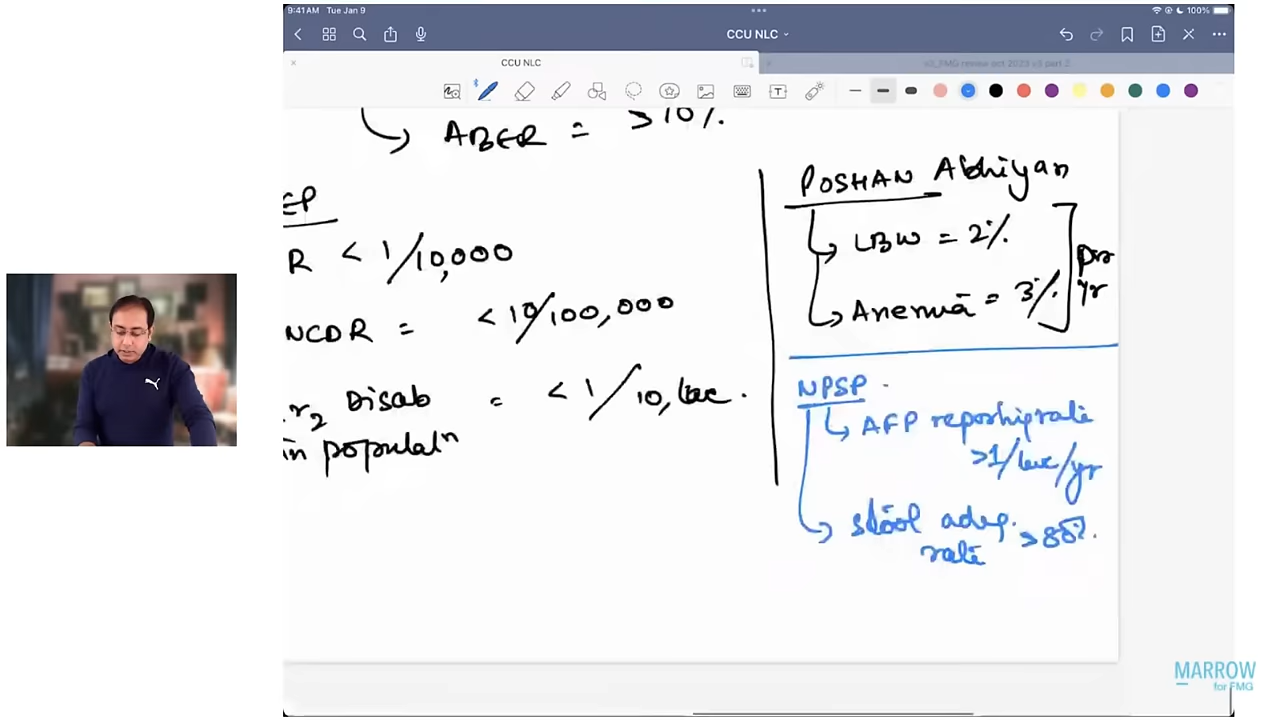 9:41 AM Tue Jan 9
100%
CCU NLC
CCU NLC
T
ABER = >10%.
EP
R < 1/10,000
NCDR = <10/100,000
r2 Disab = < 1/10,lac.
in populatn
POSHAN Abhiyan
LBW = 2%.
Anemia = 3%.
per
yr
NPSP
AFP reporting rate
>1/lac/yr
stool adeq. >80%.
rate
MARROW
for FMG